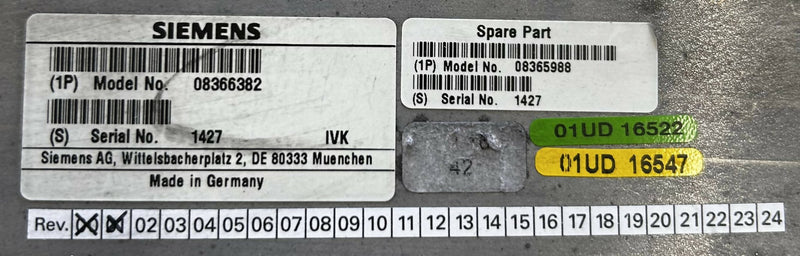 SIEMENS
(1P) Model No. 08366382
(S) Serial No. 1427 IVK
Siemens AG, Wittelsbacherplatz 2, DE 80333 Muenchen
Made in Germany
Spare Part
(1P) Model No. 08365988
(S) Serial No. 1427
42
01UD 16522
01UD 16547
Rev. 00 01 02 03 04 05 06 07 08 09 10 11 12 13 14 15 16 17 18 19 20 21 22 23 24